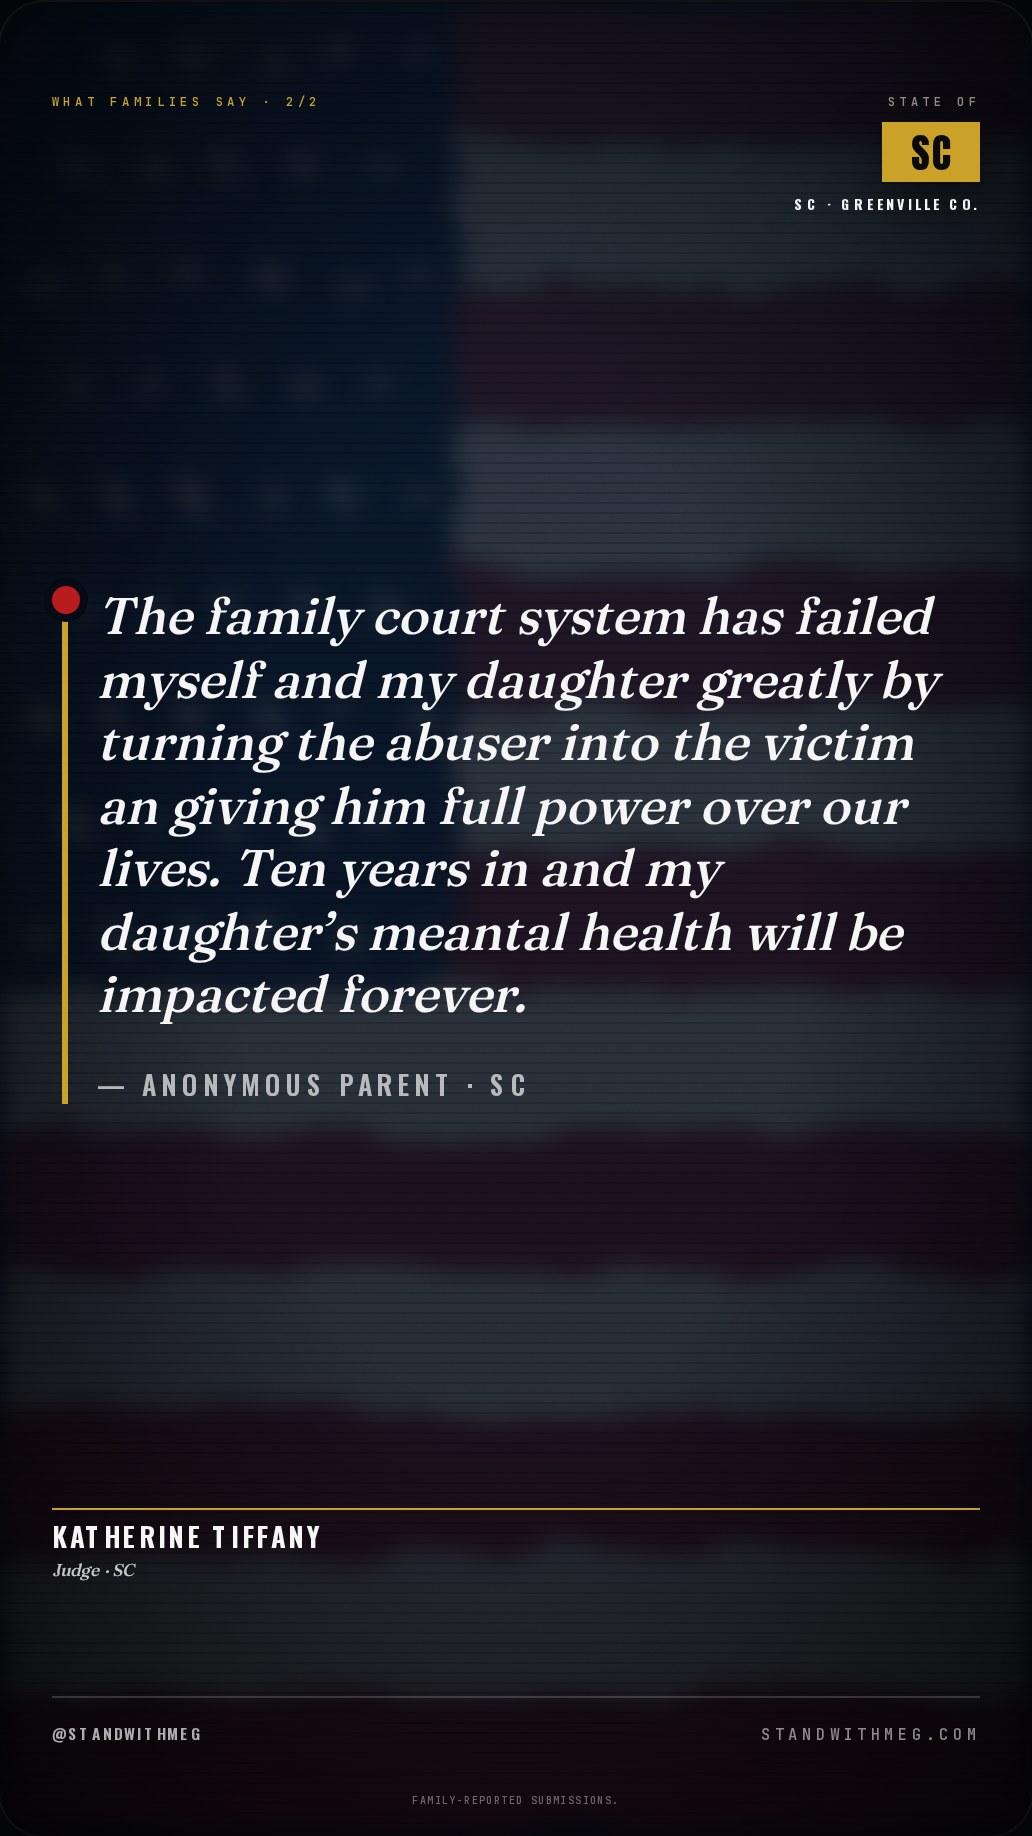 WHAT FAMILIES SAY · 2/2
STATE OF
SC
SC · GREENVILLE CO.
The family court system has failed
myself and my daughter greatly by
turning the abuser into the victim
an giving him full power over our
lives. Ten years in and my
daughter’s meantal health will be
impacted forever.
— ANONYMOUS PARENT · SC
KATHERINE TIFFANY
Judge · SC
@STANDWITHMEG
STANDWITHMEG.COM
FAMILY-REPORTED SUBMISSIONS.